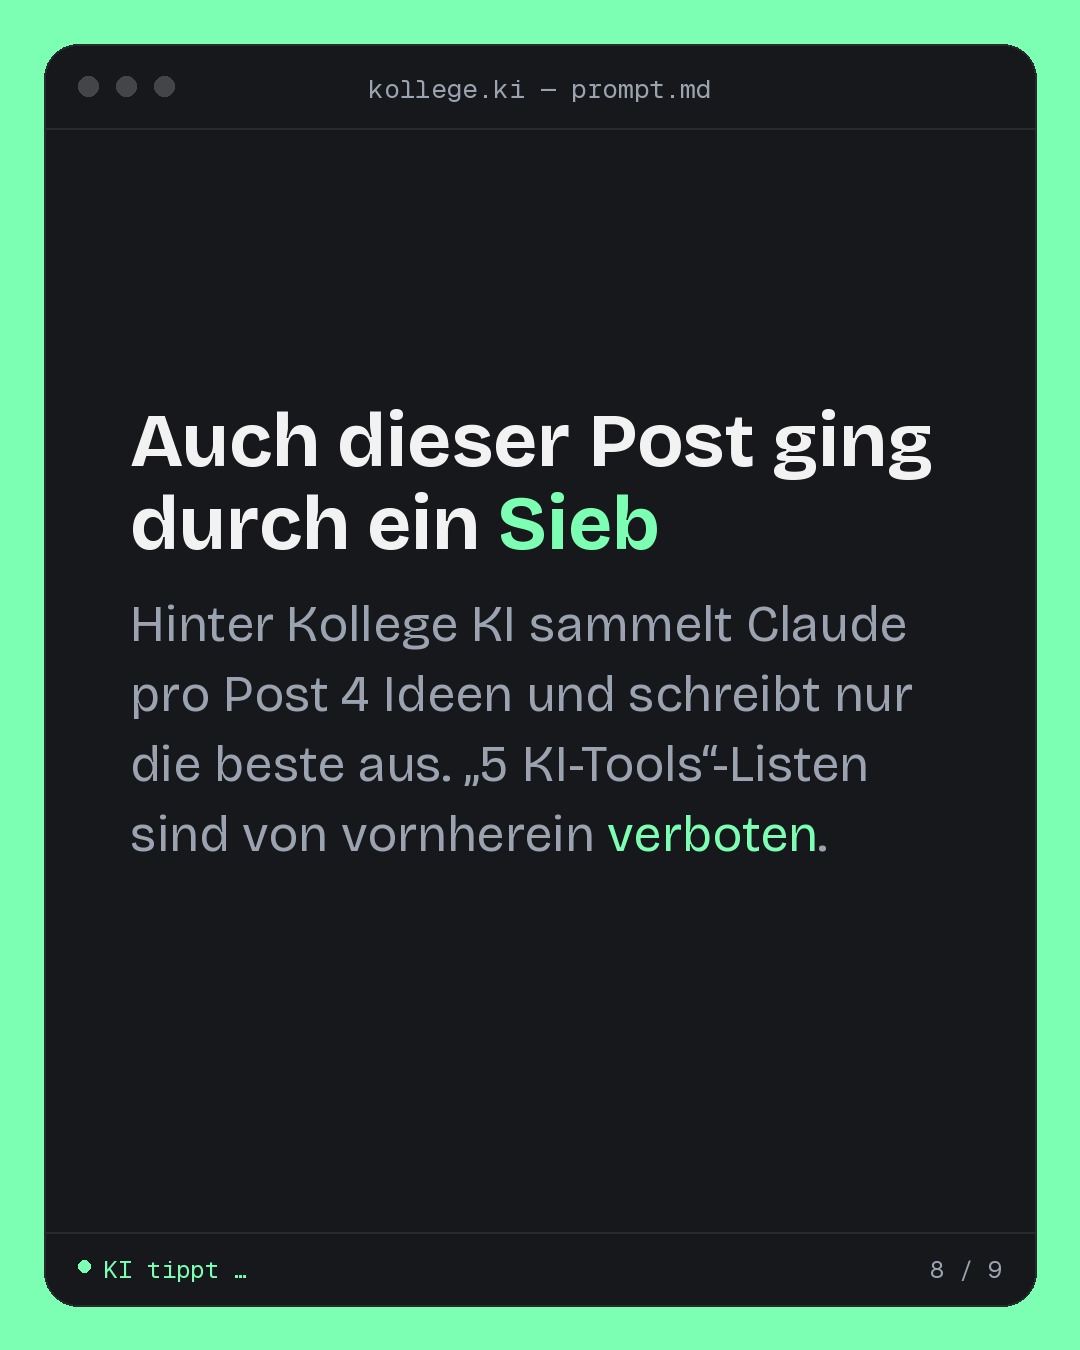 kollege.ki — prompt.md
Auch dieser Post ging
durch ein Sieb
Hinter Kollege KI sammelt Claude
pro Post 4 Ideen und schreibt nur
die beste aus. „5 KI-Tools“-Listen
sind von vornherein verboten.
KI tippt …
8 / 9